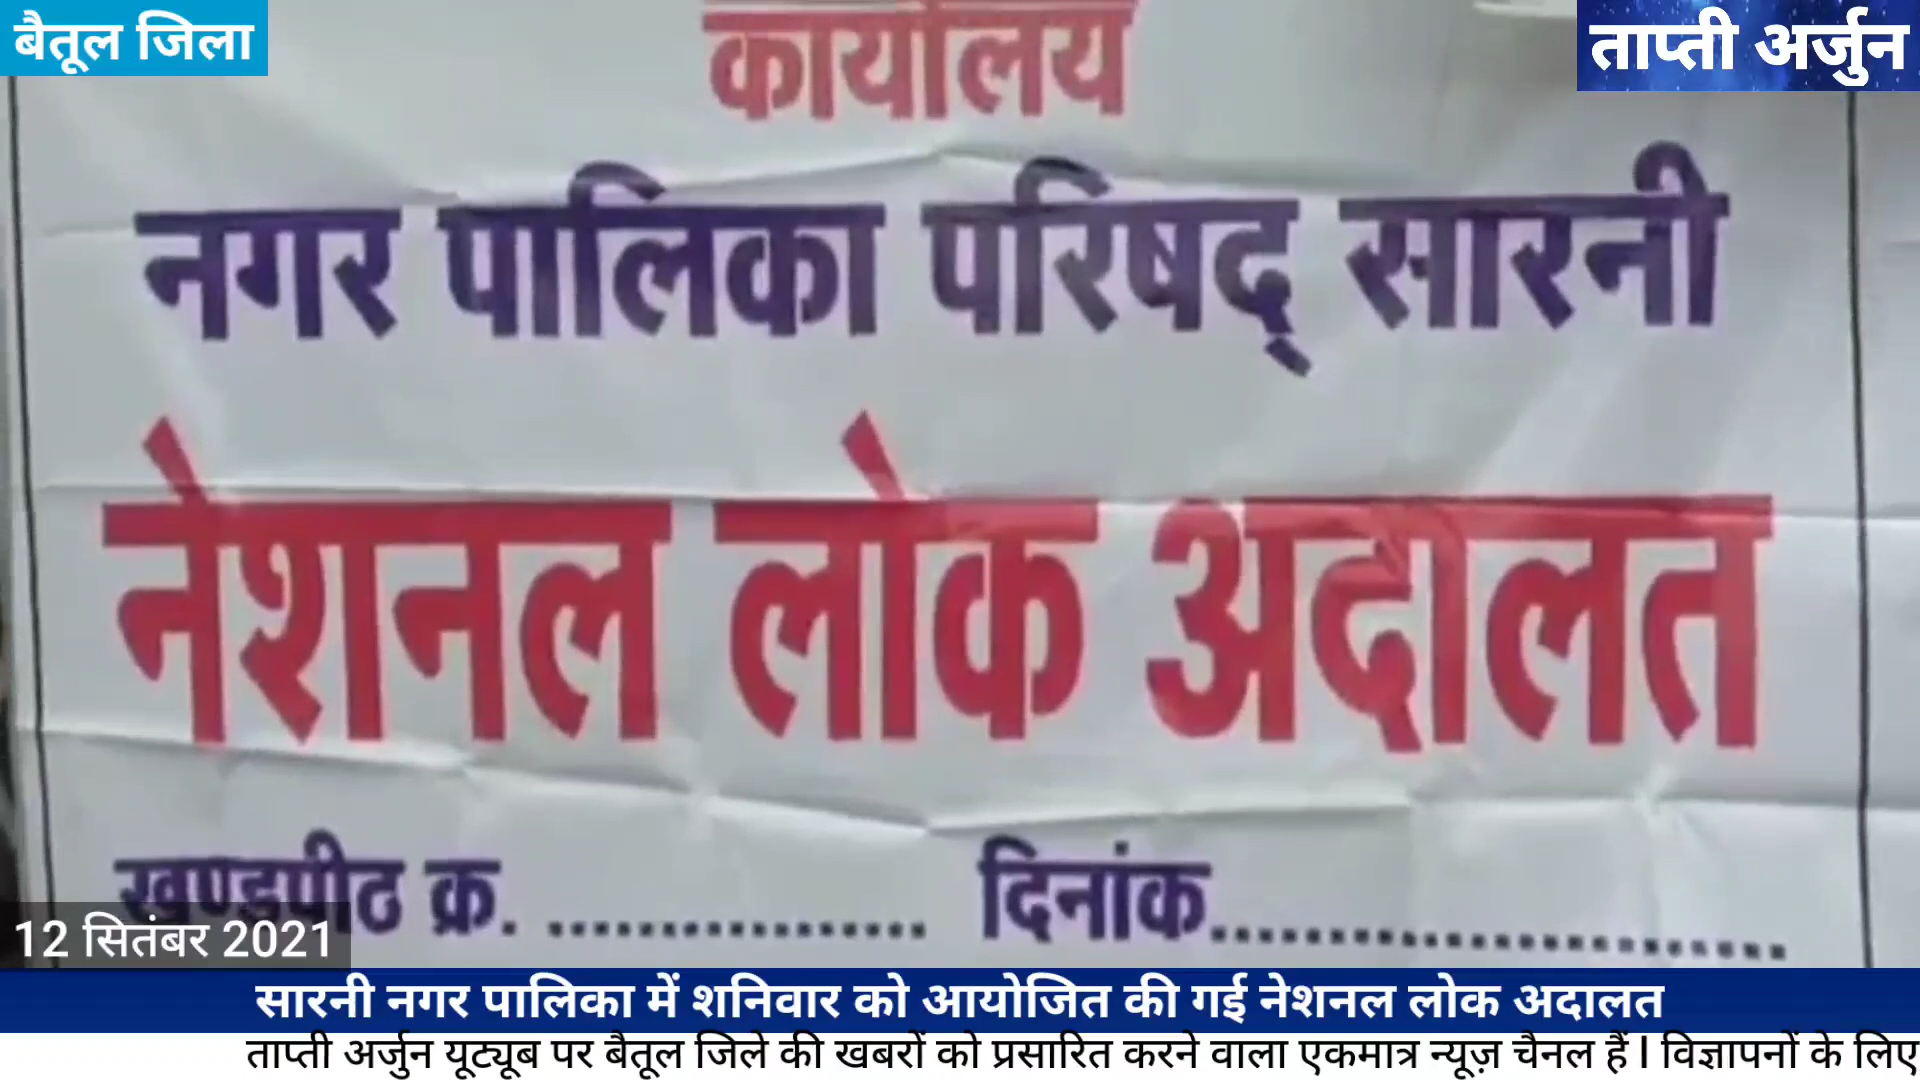 बैतूल जिला
ताप्ती अर्जुन
कार्यालय
नगर पालिका परिषद् सारनी
नेशनल लोक अदालत
खण्डपीठ क्र. ................ दिनांक..............................
12 सितंबर 2021
सारनी नगर पालिका में शनिवार को आयोजित की गई नेशनल लोक अदालत
ताप्ती अर्जुन यूट्यूब पर बैतूल जिले की खबरों को प्रसारित करने वाला एकमात्र न्यूज़ चैनल हैं l विज्ञापनों के लिए